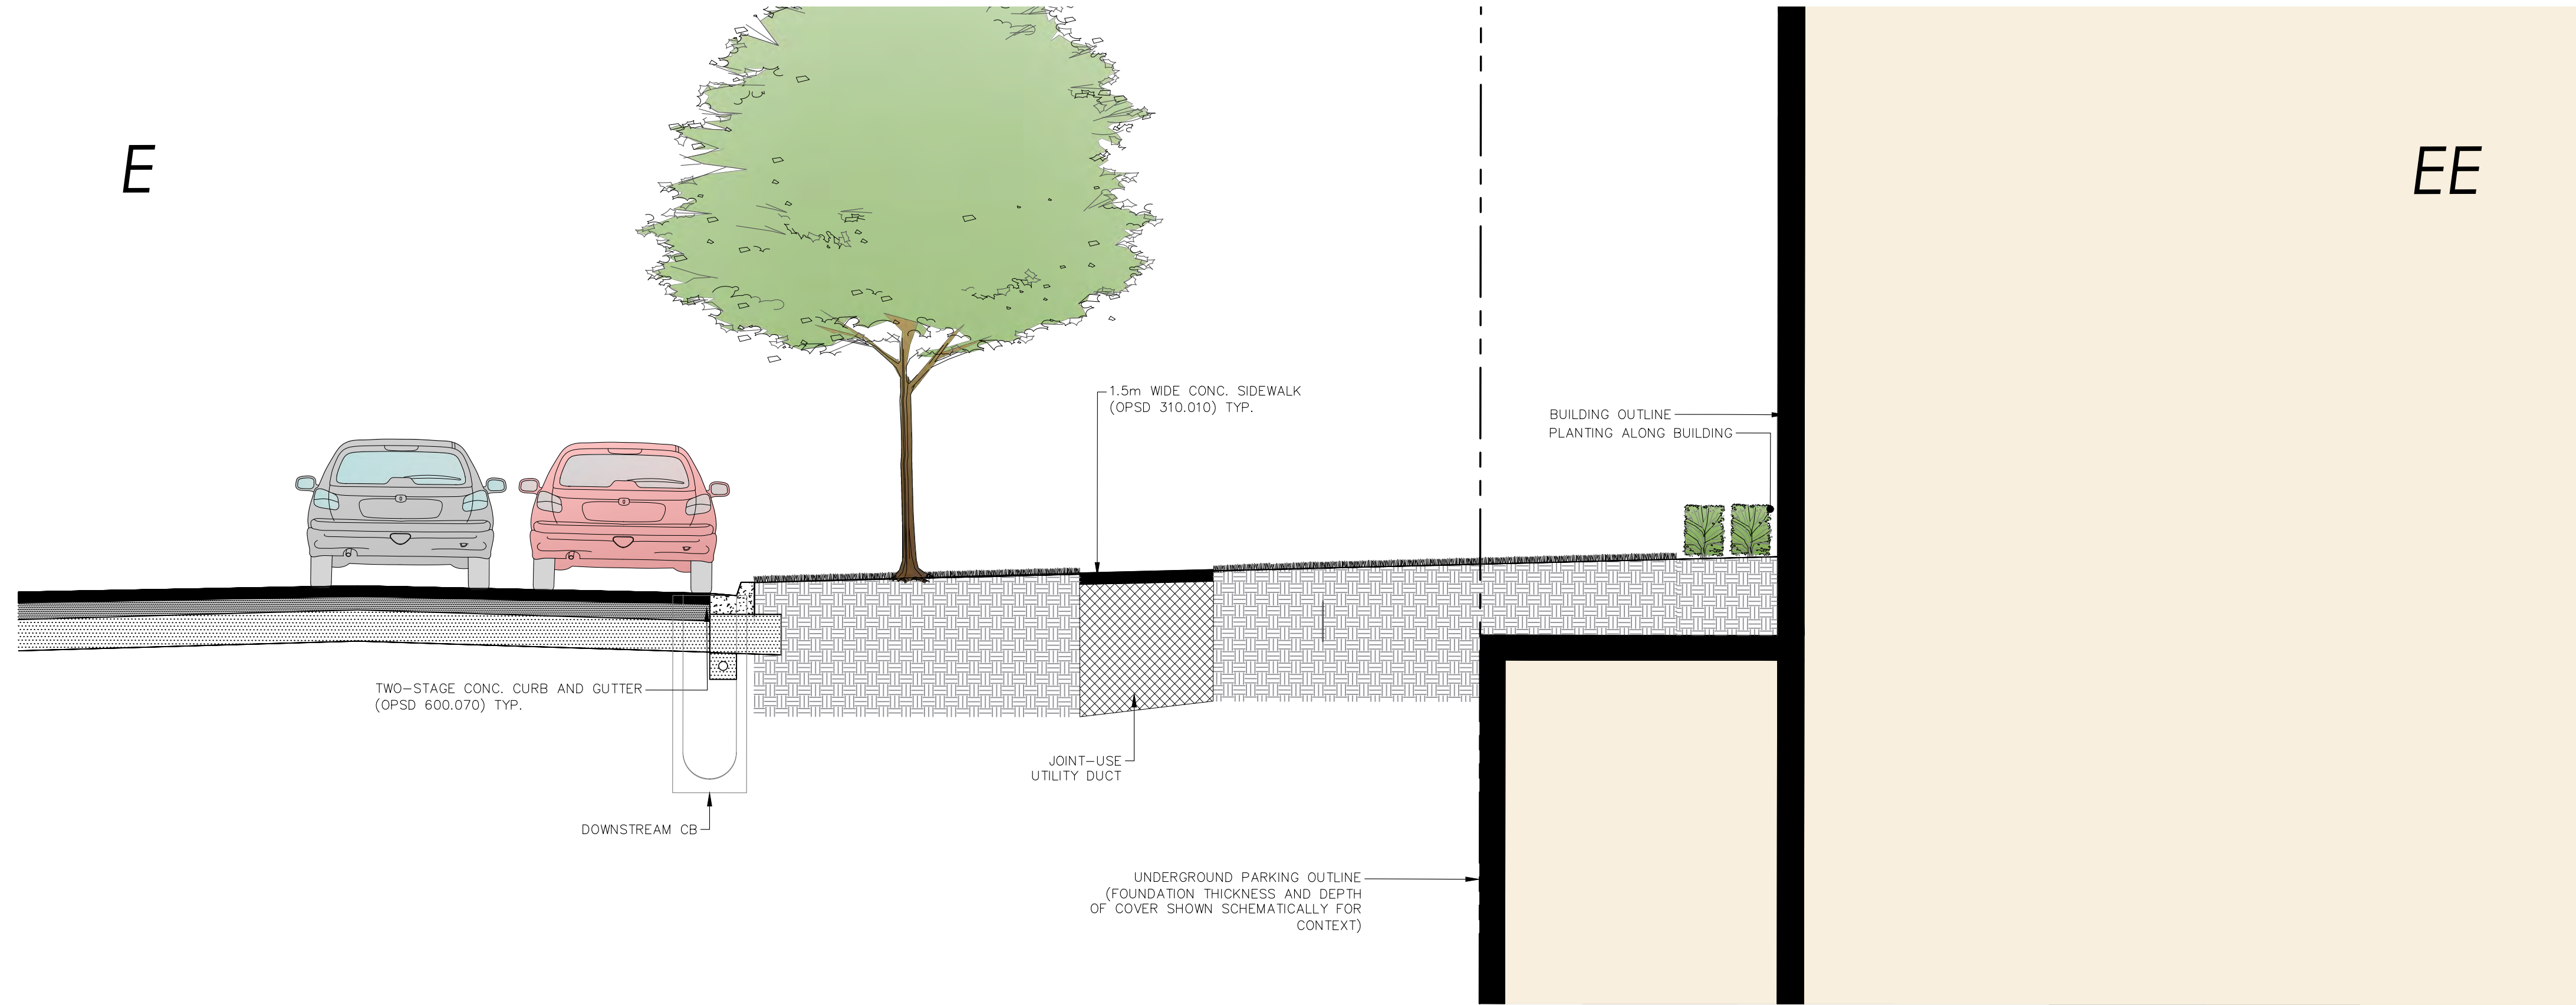 E
EE
1.5m WIDE CONC. SIDEWALK
(OPSD 310.010) TYP.
BUILDING OUTLINE
PLANTING ALONG BUILDING
TWO-STAGE CONC. CURB AND GUTTER
(OPSD 600.070) TYP.
JOINT-USE
UTILITY DUCT
DOWNSTREAM CB
UNDERGROUND PARKING OUTLINE
(FOUNDATION THICKNESS AND DEPTH
OF COVER SHOWN SCHEMATICALLY FOR
CONTEXT)